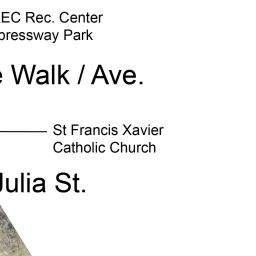 EC Rec. Center
pressway Park
Walk / Ave.
St Francis Xavier
Catholic Church
Julia St.